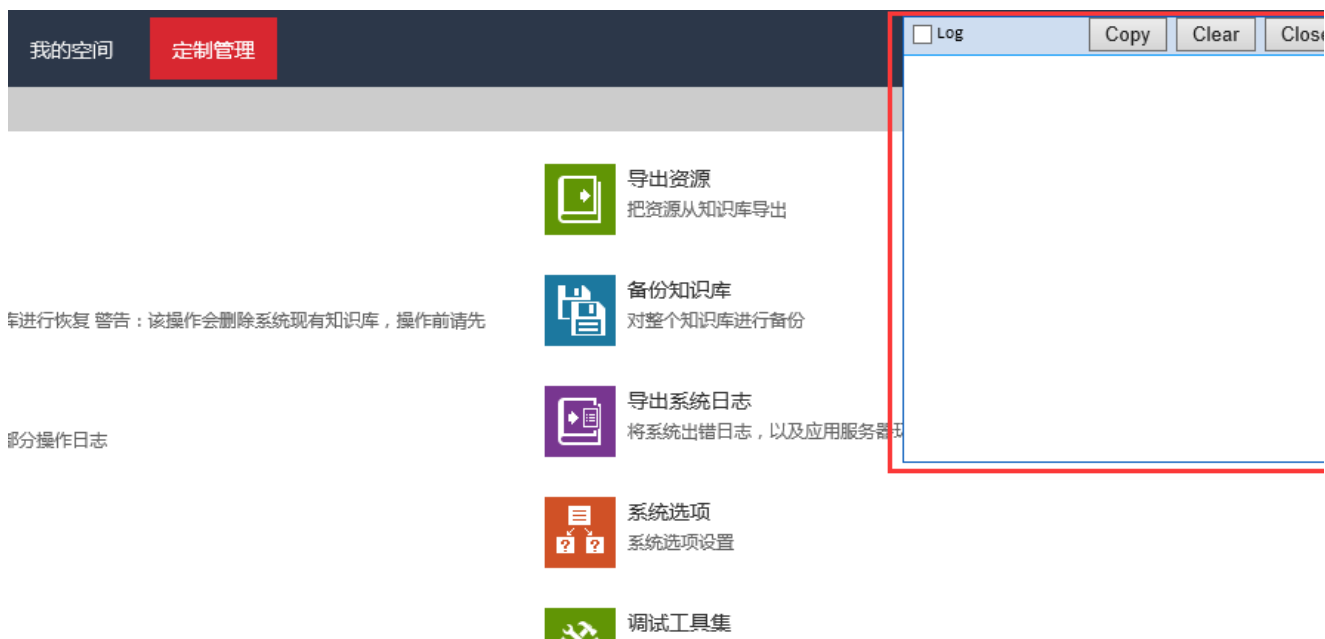 我的空间 定制管理
Log Copy Clear Close
导出资源
把资源从知识库导出
备份知识库
库进行恢复 警告：该操作会删除系统现有知识库，操作前请先
对整个知识库进行备份
导出系统日志
将系统出错日志，以及应用服务器
部分操作日志
系统选项
系统选项设置
调试工具集